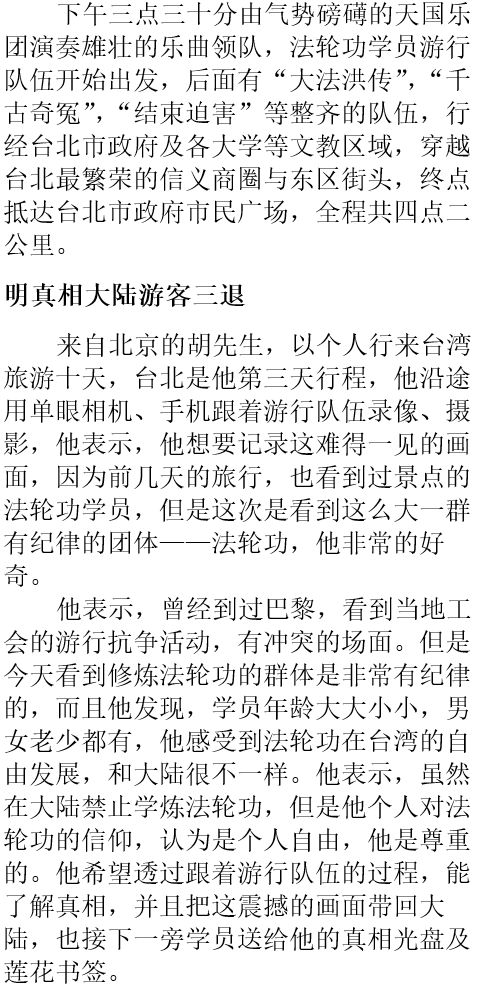 下午三点三十分由气势磅礴的天国乐
团演奏雄壮的乐曲领队，法轮功学员游行
队伍开始出发，后面有“大法洪传”，“千
古奇冤”，“结束迫害”等整齐的队伍，行
经台北市政府及各大学等文教区域，穿越
台北最繁荣的信义商圈与东区街头，终点
抵达台北市政府市民广场，全程共四点二
公里。
明真相大陆游客三退
来自北京的胡先生，以个人行来台湾
旅游十天，台北是他第三天行程，他沿途
用单眼相机、手机跟着游行队伍录像、摄
影，他表示，他想要记录这难得一见的画
面，因为前几天的旅行，也看到过景点的
法轮功学员，但是这次是看到这么大一群
有纪律的团体——法轮功，他非常的好
奇。
他表示，曾经到过巴黎，看到当地工
会的游行抗争活动，有冲突的场面。但是
今天看到修炼法轮功的群体是非常有纪律
的，而且他发现，学员年龄大大小小，男
女老少都有，他感受到法轮功在台湾的自
由发展，和大陆很不一样。他表示，虽然
在大陆禁止学炼法轮功，但是他个人对法
轮功的信仰，认为是个人自由，他是尊重
的。他希望透过跟着游行队伍的过程，能
了解真相，并且把这震撼的画面带回大
陆，也接下一旁学员送给他的真相光盘及
莲花书签。